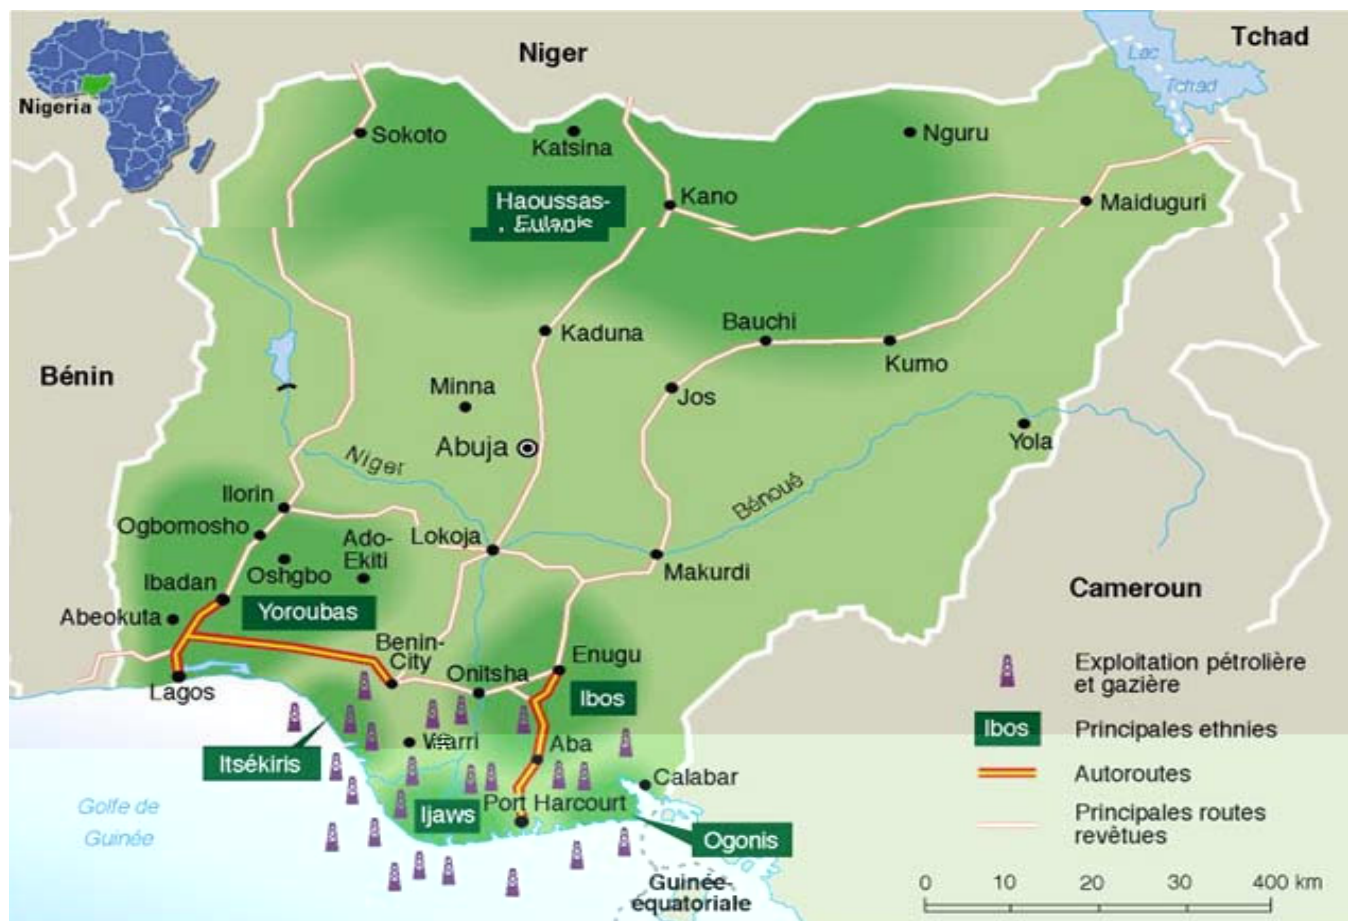 Niger
Tchad
Lac
Tchad
Nigeria
Sokoto
Katsina
Nguru
Haoussas-
Kano
Maiduguri
Kaduna
Bauchi
Kumo
Bénin
Minna
Jos
Abuja
Yola
Niger
Bénoué
Ilorin
Ogbomosho
Ado-
Ekiti
Lokoja
Oshgbo
Makurdi
Ibadan
Yoroubas
Abeokuta
Cameroun
Benin-
City
Onitsha
Enugu
Lagos
Ibos
Exploitation pétrolière
et gazière
Ibos
Principales ethnies
Itsékiris
Aba
Autoroutes
Calabar
Golfe de
Guinée
Ijaws
Port Harcourt
Ogonis
Principales routes
revêtues
Guinée-
équatoriale
0 10 20 30 400 km